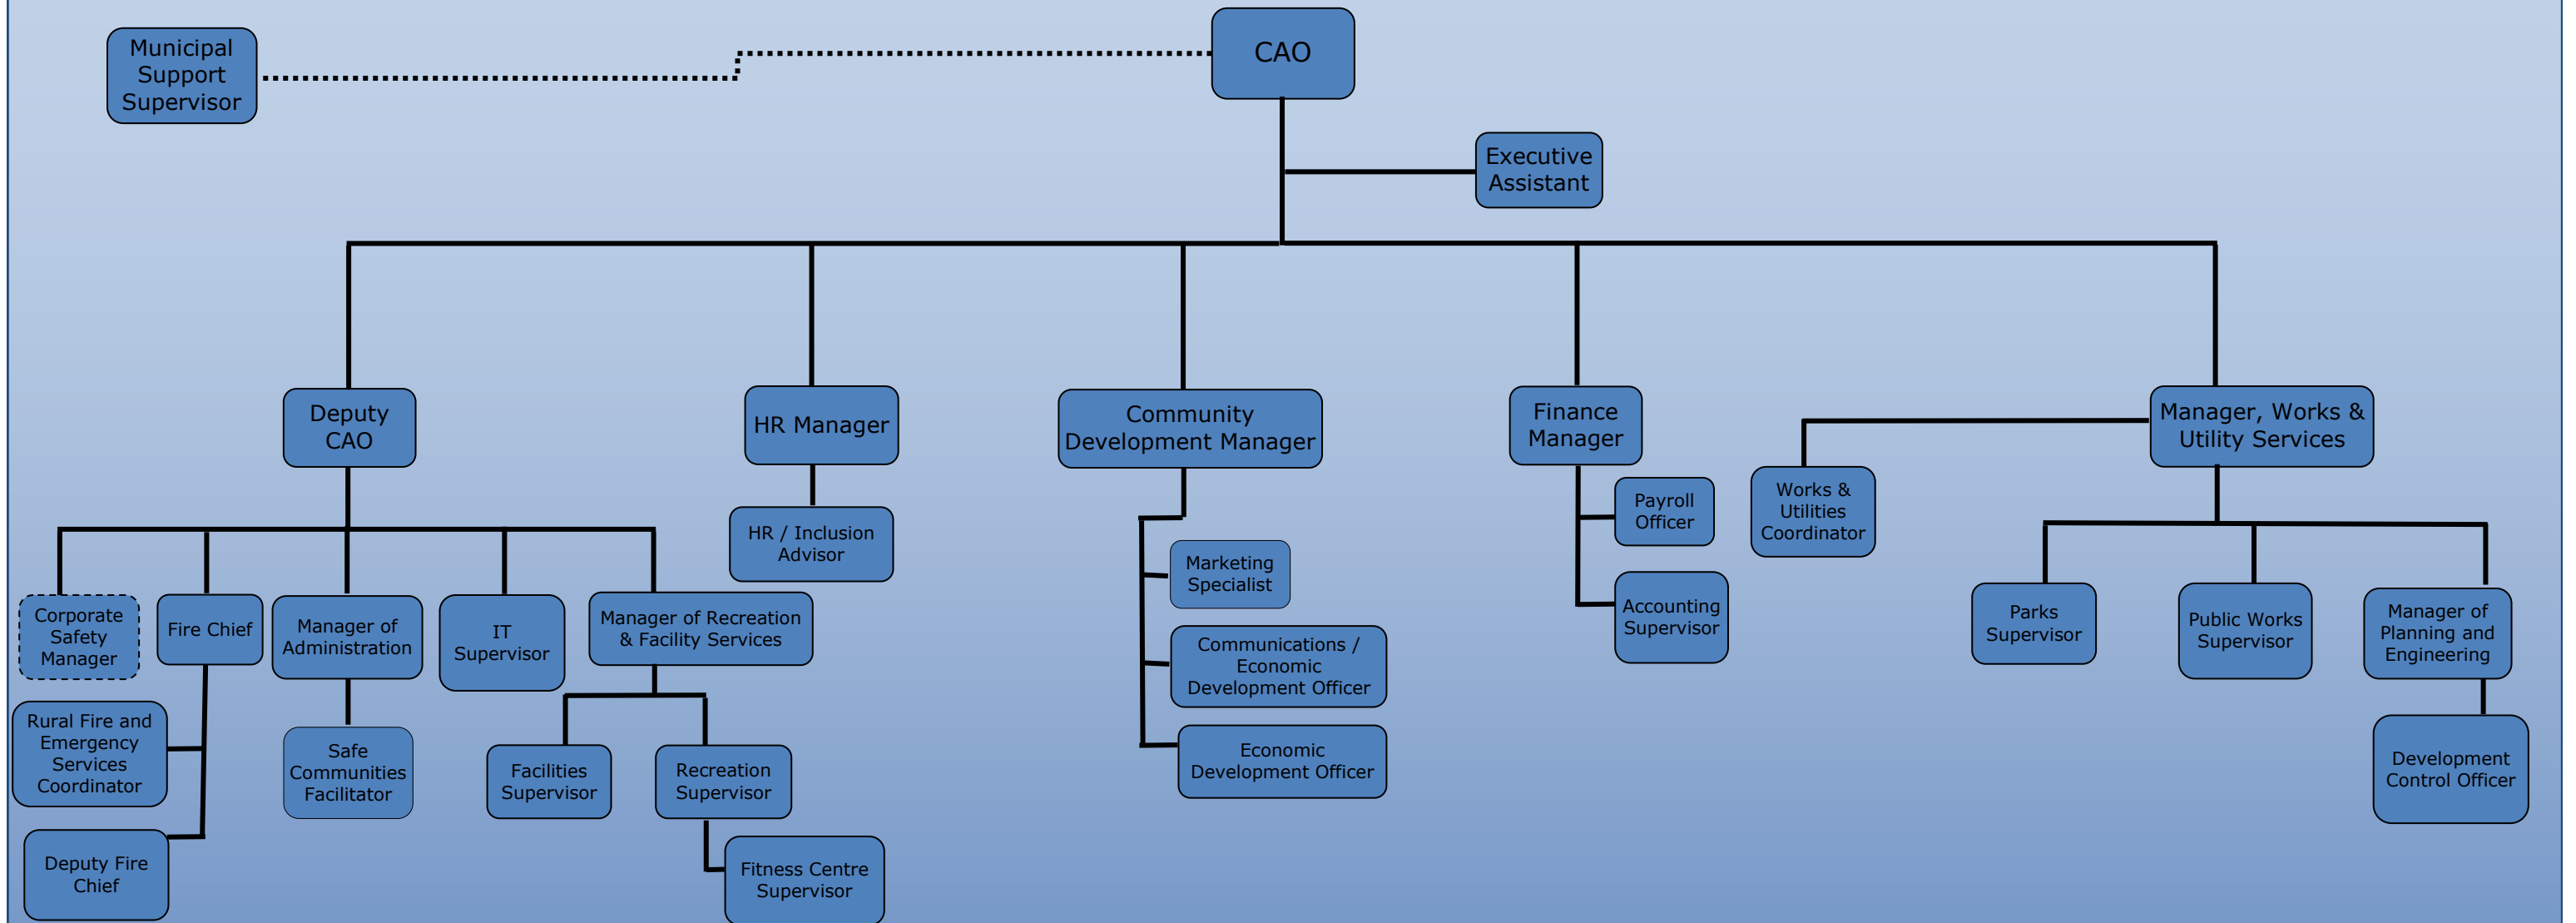 Municipal
Support
Supervisor
CAO
Executive
Assistant
Deputy
CAO
HR Manager
Community
Development Manager
Finance
Manager
Manager, Works &
Utility Services
HR / Inclusion
Advisor
Payroll
Officer
Works &
Utilities
Coordinator
Marketing
Specialist
Accounting
Supervisor
Corporate
Safety
Manager
Fire Chief
Manager of
Administration
IT
Supervisor
Manager of Recreation
& Facility Services
Communications /
Economic
Development Officer
Parks
Supervisor
Public Works
Supervisor
Manager of
Planning and
Engineering
Rural Fire and
Emergency
Services
Coordinator
Safe
Communities
Facilitator
Facilities
Supervisor
Recreation
Supervisor
Economic
Development Officer
Development
Control Officer
Deputy Fire
Chief
Fitness Centre
Supervisor